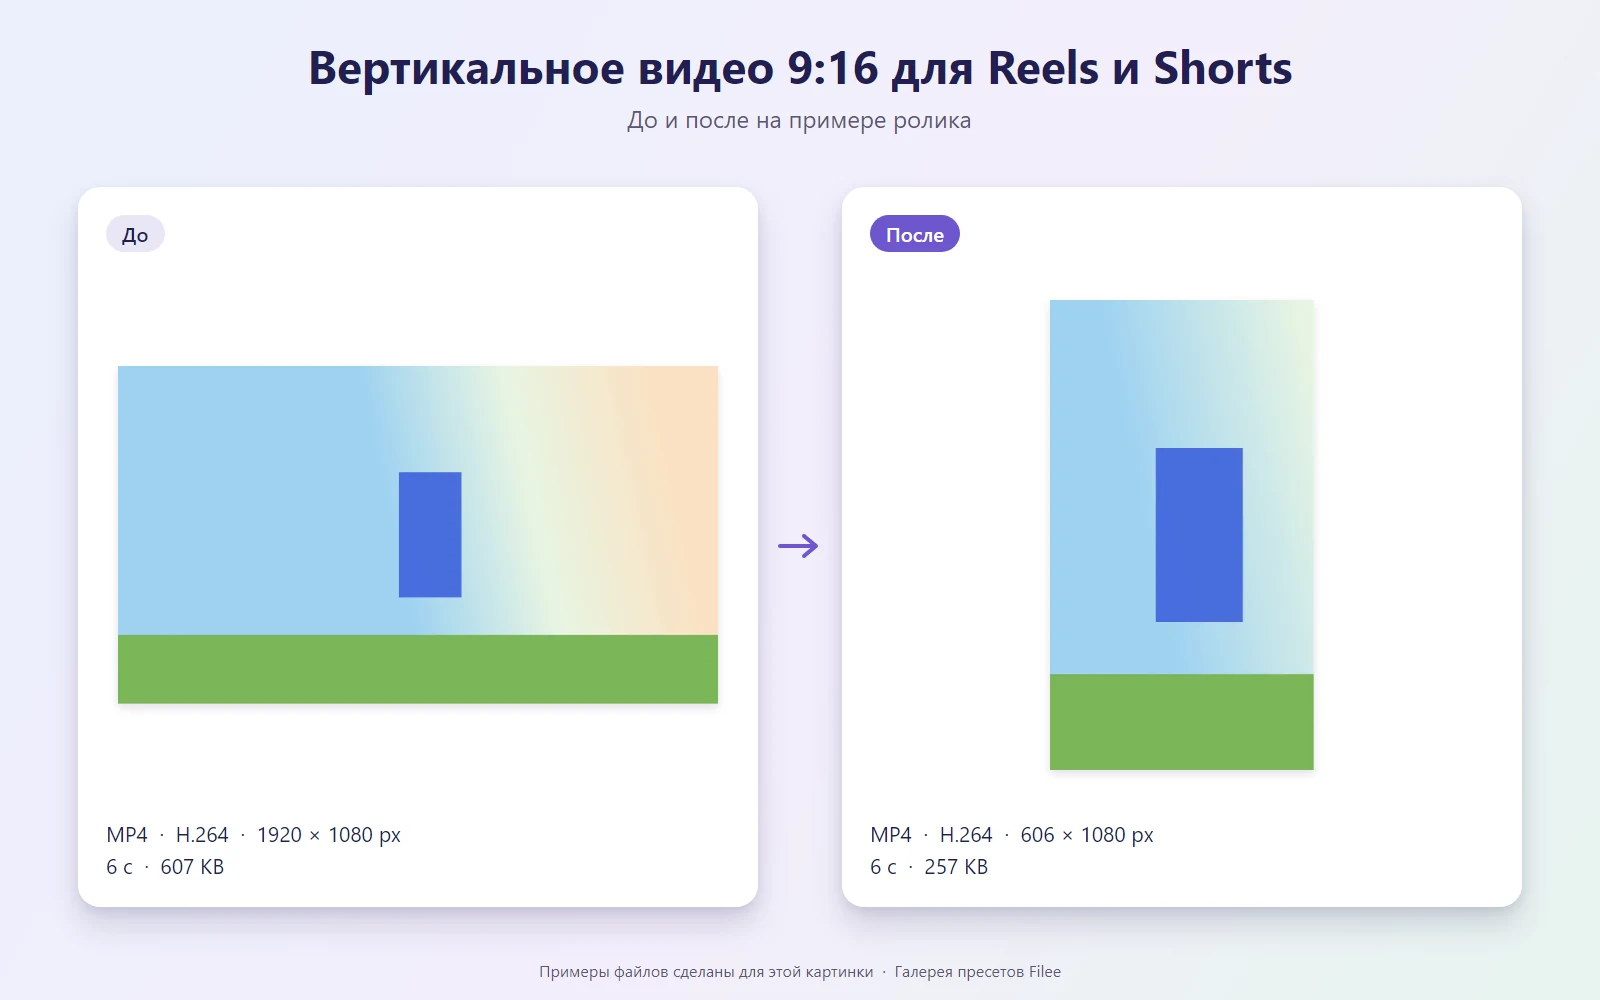 Вертикальное видео 9:16 для Reels и Shorts
До и после на примере ролика
До
MP4 · H.264 · 1920 × 1080 px
6 с · 607 KB
После
MP4 · H.264 · 606 × 1080 px
6 с · 257 KB
Примеры файлов сделаны для этой картинки · Галерея пресетов Filee